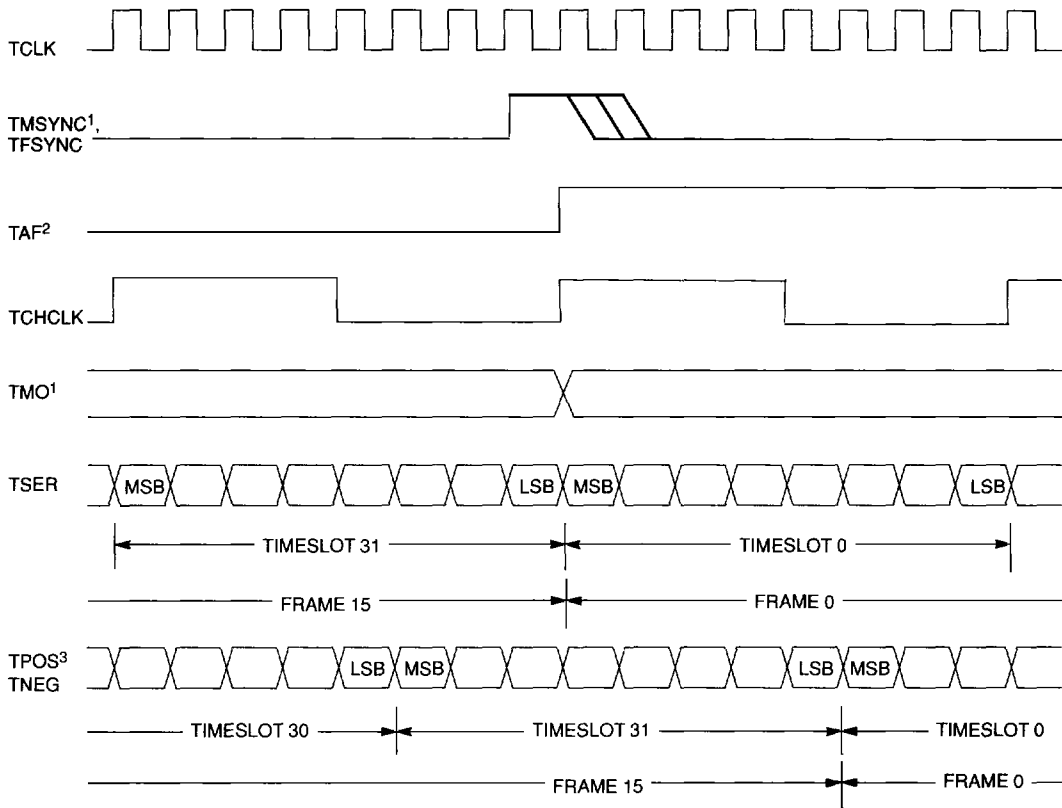 TCLK
TMSYNC¹,
TFSYNC
TAF²
TCHCLK
TMO¹
TSER MSB LSB MSB LSB
TIMESLOT 31 TIMESLOT 0
FRAME 15 FRAME 0
TPOS³
TNEG LSB MSB LSB MSB
TIMESLOT 30 TIMESLOT 31 TIMESLOT 0
FRAME 15 FRAME 0